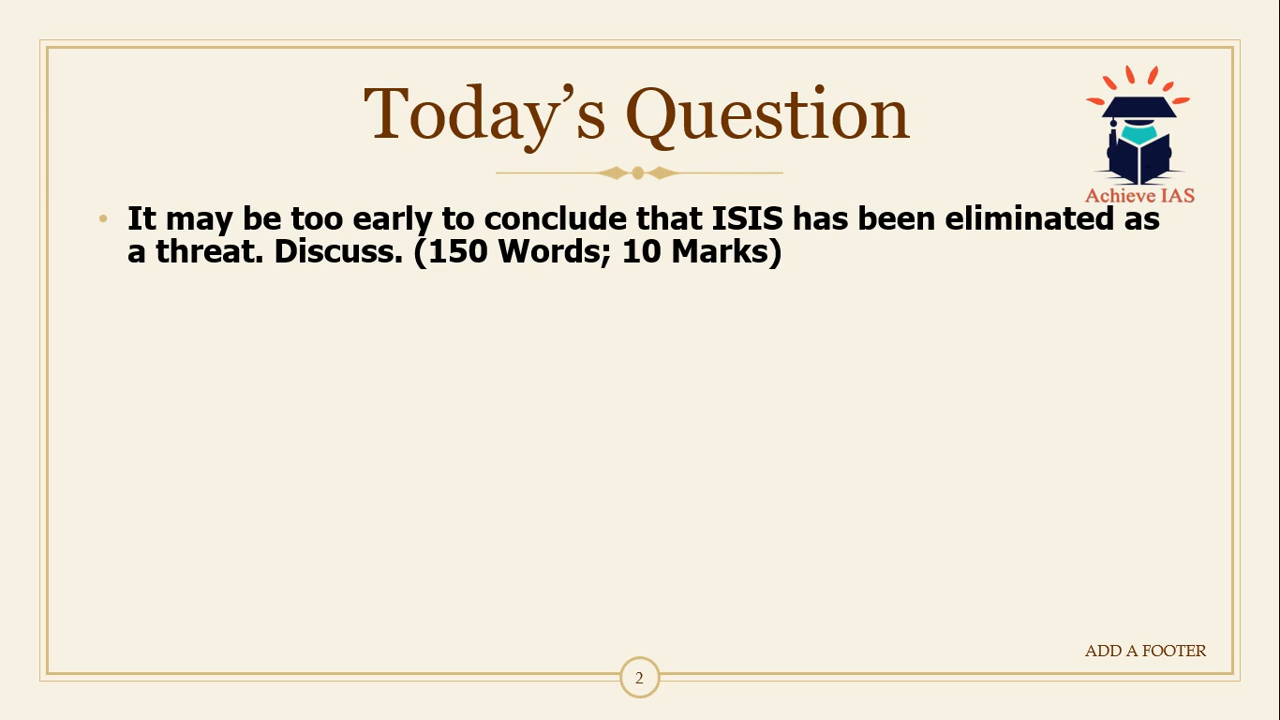 Today’s Question
Achieve IAS
• It may be too early to conclude that ISIS has been eliminated as
a threat. Discuss. (150 Words; 10 Marks)
ADD A FOOTER
2